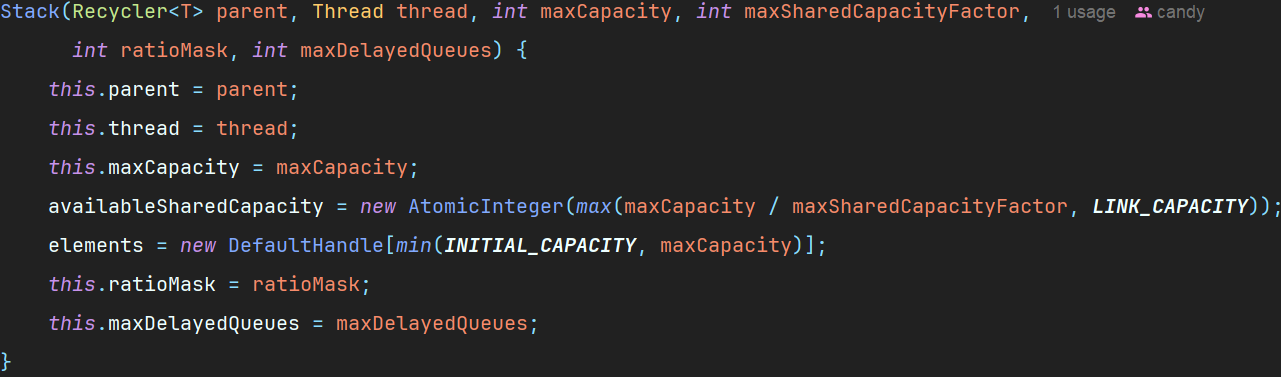 Stack(Recycler<T> parent, Thread thread, int maxCapacity, int maxSharedCapacityFactor, 1 usage candy
int ratioMask, int maxDelayedQueues) {
this.parent = parent;
this.thread = thread;
this.maxCapacity = maxCapacity;
availableSharedCapacity = new AtomicInteger(max(maxCapacity / maxSharedCapacityFactor, LINK_CAPACITY));
elements = new DefaultHandle[min(INITIAL_CAPACITY, maxCapacity)];
this.ratioMask = ratioMask;
this.maxDelayedQueues = maxDelayedQueues;
}